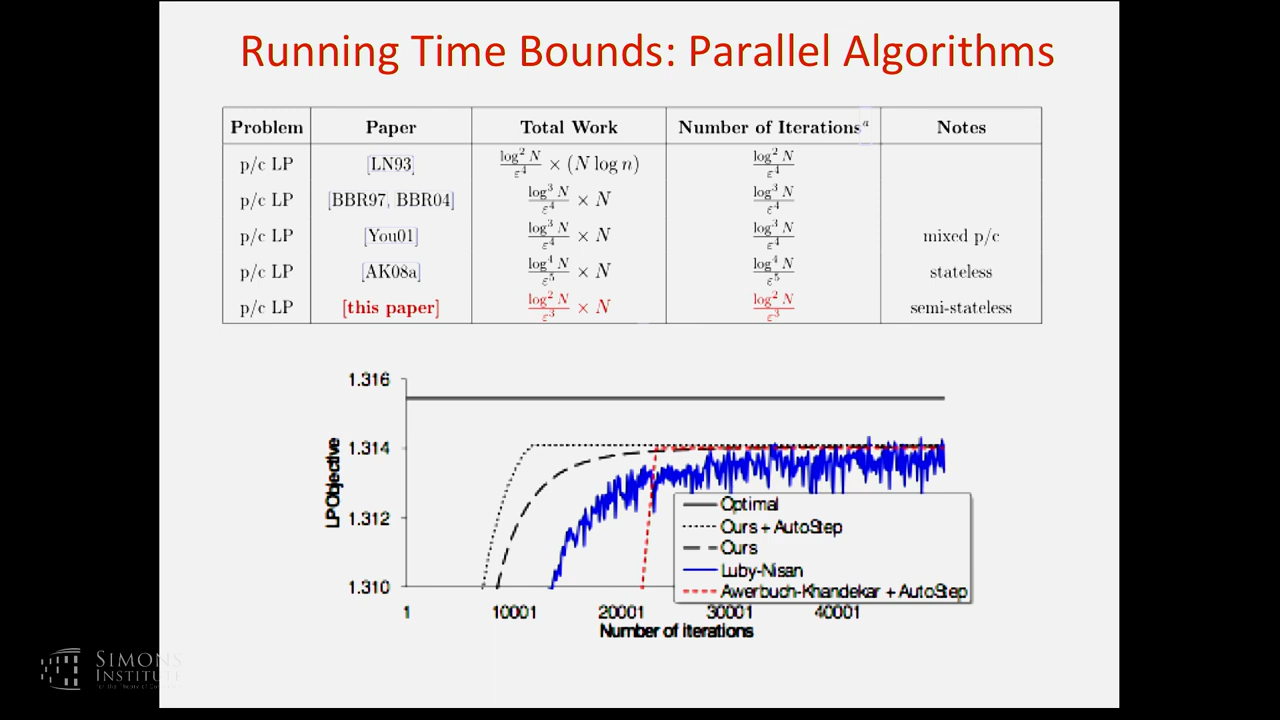 Running Time Bounds: Parallel Algorithms
Problem Paper Total Work Number of Iterationsᵃ Notes
p/c LP [LN93] log² N / ε⁴ × (N log n) log² N / ε⁴
p/c LP [BBR97, BBR04] log³ N / ε⁴ × N log³ N / ε⁴
p/c LP [You01] log³ N / ε⁴ × N log³ N / ε⁴ mixed p/c
p/c LP [AK08a] log⁴ N / ε⁵ × N log⁴ N / ε⁵ stateless
p/c LP [this paper] log² N / ε³ × N log² N / ε³ semi-stateless
1.316
1.314
1.312
1.310
LP Objective
Optimal
Ours + AutoStep
Ours
Luby-Nisan
Awerbuch-Khandekar + AutoStep
1 10001 20001 30001 40001
Number of iterations
SIMONS
INSTITUTE